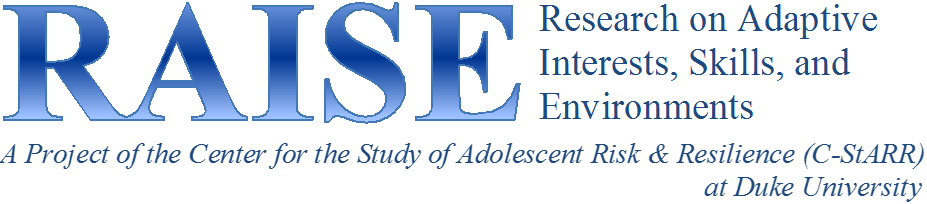 RAISE
Research on Adaptive
Interests, Skills, and
Environments
A Project of the Center for the Study of Adolescent Risk & Resilience (C-StARR)
at Duke University